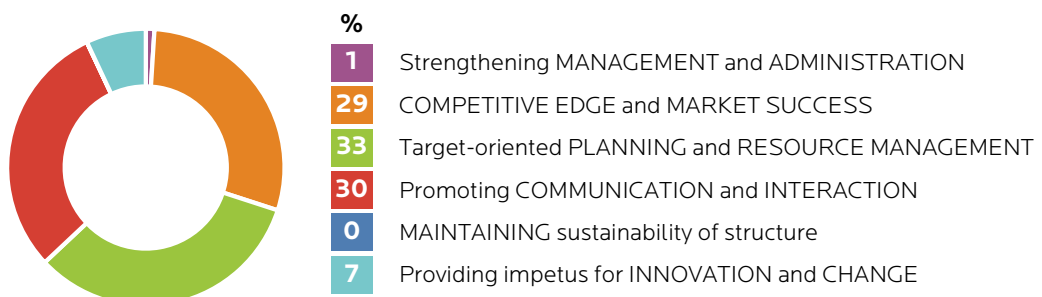 %
1 Strengthening MANAGEMENT and ADMINISTRATION
29 COMPETITIVE EDGE and MARKET SUCCESS
33 Target-oriented PLANNING and RESOURCE MANAGEMENT
30 Promoting COMMUNICATION and INTERACTION
0 MAINTAINING sustainability of structure
7 Providing impetus for INNOVATION and CHANGE